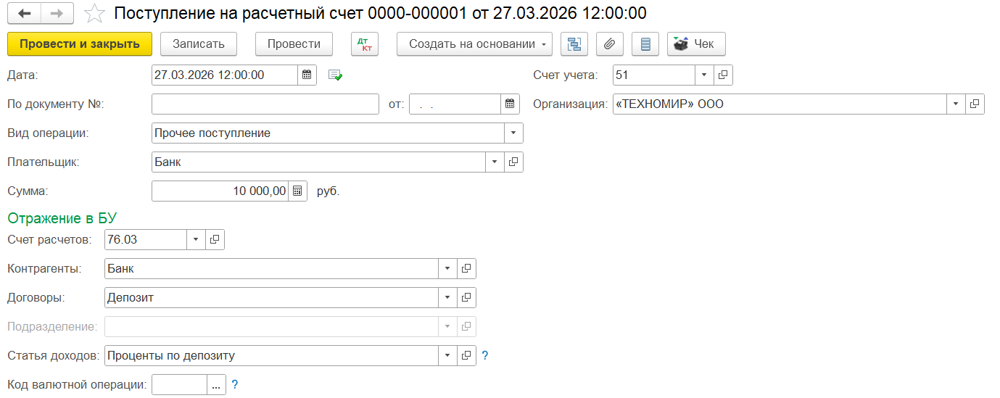 Поступление на расчетный счет 0000-000001 от 27.03.2026 12:00:00
Провести и закрыть Записать Провести Дт Кт Создать на основании Чек
Дата: 27.03.2026 12:00:00 Счет учета: 51
По документу №: от: . . Организация: «ТЕХНОМИР» ООО
Вид операции: Прочее поступление
Плательщик: Банк
Сумма: 10 000,00 руб.
Отражение в БУ
Счет расчетов: 76.03
Контрагенты: Банк
Договоры: Депозит
Подразделение:
Статья доходов: Проценты по депозиту ?
Код валютной операции: ... ?